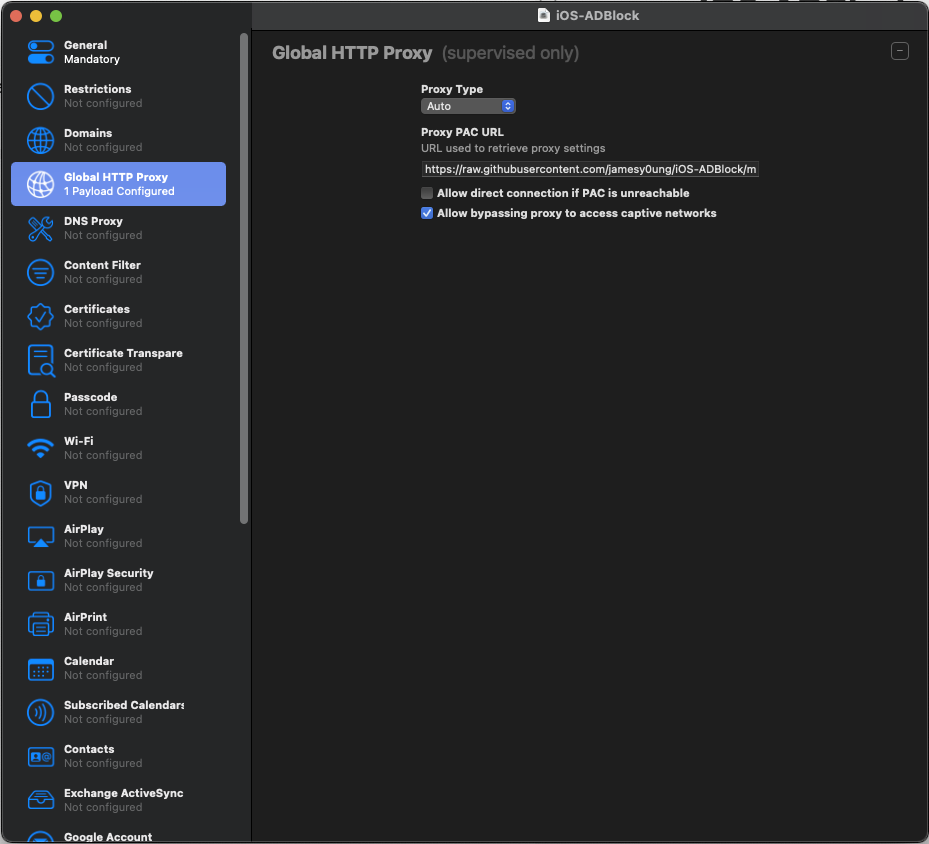 iOS-ADBlock
General
Mandatory
Restrictions
Not configured
Domains
Not configured
Global HTTP Proxy
1 Payload Configured
DNS Proxy
Not configured
Content Filter
Not configured
Certificates
Not configured
Certificate Transpare
Not configured
Passcode
Not configured
Wi-Fi
Not configured
VPN
Not configured
AirPlay
Not configured
AirPlay Security
Not configured
AirPrint
Not configured
Calendar
Not configured
Subscribed Calendars
Not configured
Contacts
Not configured
Exchange ActiveSync
Not configured
Google Account
Global HTTP Proxy (supervised only)
Proxy Type
Auto
Proxy PAC URL
URL used to retrieve proxy settings
https://raw.githubusercontent.com/jamesy0ung/iOS-ADBlock/m
Allow direct connection if PAC is unreachable
Allow bypassing proxy to access captive networks